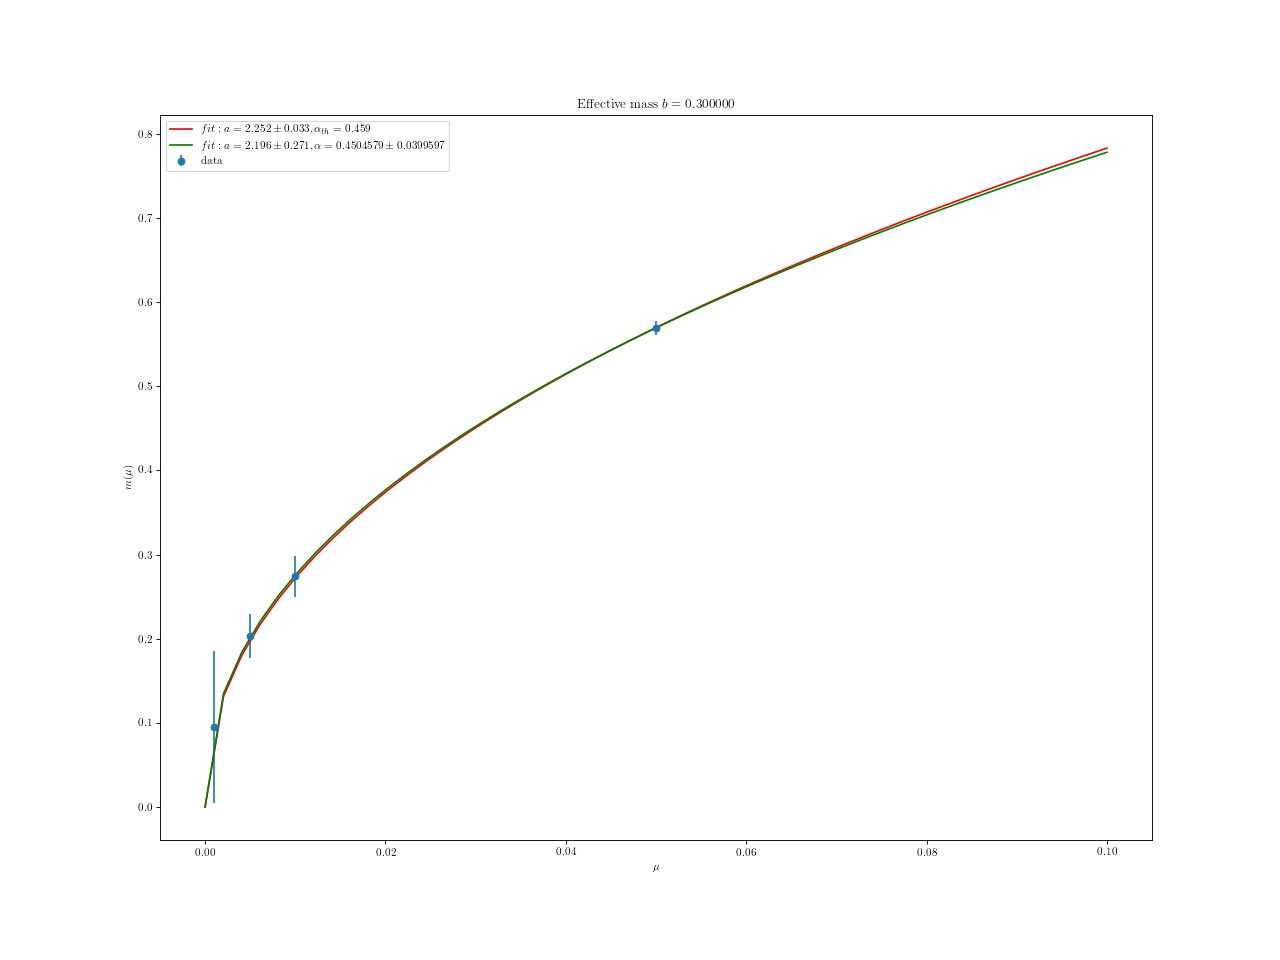 Effective mass b = 0.300000
fit : a = 2.252 ± 0.033, αth = 0.459
fit : a = 2.196 ± 0.271, α = 0.4504579 ± 0.0399597
data
0.8
0.7
0.6
0.5
0.4
0.3
0.2
0.1
0.0
m(μ)
0.00 0.02 0.04 0.06 0.08 0.10
μ